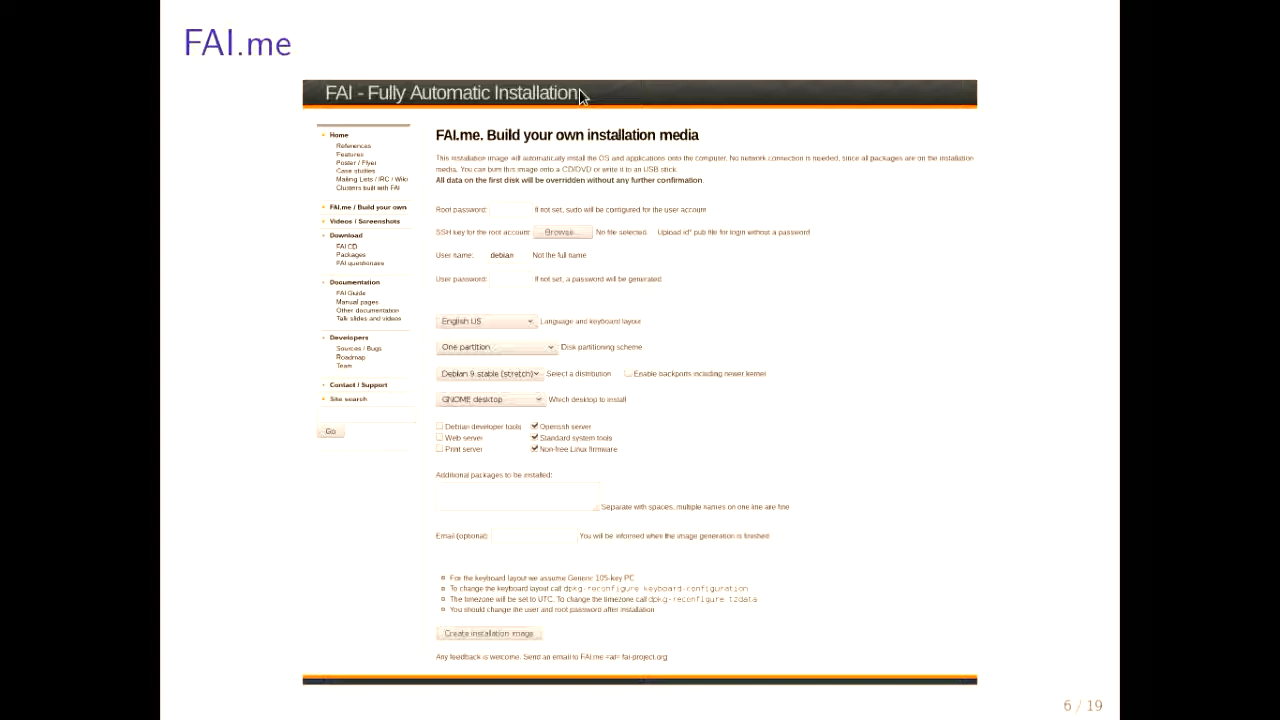 FAI.me
FAI - Fully Automatic Installation
Home
References
Features
Poster / Flyer
Case studies
Mailing Lists / IRC / Wiki
Clusters built with FAI
FAI.me / Build your own
Videos / Screenshots
Download
FAI CD
Packages
FAI questionaire
Documentation
FAI Guide
Manual pages
Other documentation
Talk slides and videos
Developers
Sources / Bugs
Roadmap
Team
Contact / Support
Site search
Go
FAI.me. Build your own installation media
This installation image will automatically install the OS and applications onto the computer. No network connection is needed, since all packages are on the installation
media. You can burn this image onto a CD/DVD or write it to an USB stick.
All data on the first disk will be overridden without any further confirmation.
Root password: If not set, sudo will be configured for the user account
SSH key for the root account: Browse... No file selected. Upload id*.pub file for login without a password
User name: debian Not the full name
User password: If not set, a password will be generated
English US Language and keyboard layout
One partition Disk partitioning scheme
Debian 9 stable (stretch) Select a distribution Enable backports including newer kernel
GNOME desktop Which desktop to install
Debian developer tools Openssh server
Web server Standard system tools
Print server Non-free Linux firmware
Additional packages to be installed:
Separate with spaces, multiple names on one line are fine
Email (optional): You will be informed when the image generation is finished
For the keyboard layout we assume Generic 105-key PC
To change the keyboard layout call dpkg-reconfigure keyboard-configuration
The timezone will be set to UTC. To change the timezone call dpkg-reconfigure tzdata
You should change the user and root password after installation
Create installation image
Any feedback is welcome. Send an email to FAI.me =at= fai-project.org
6 / 19